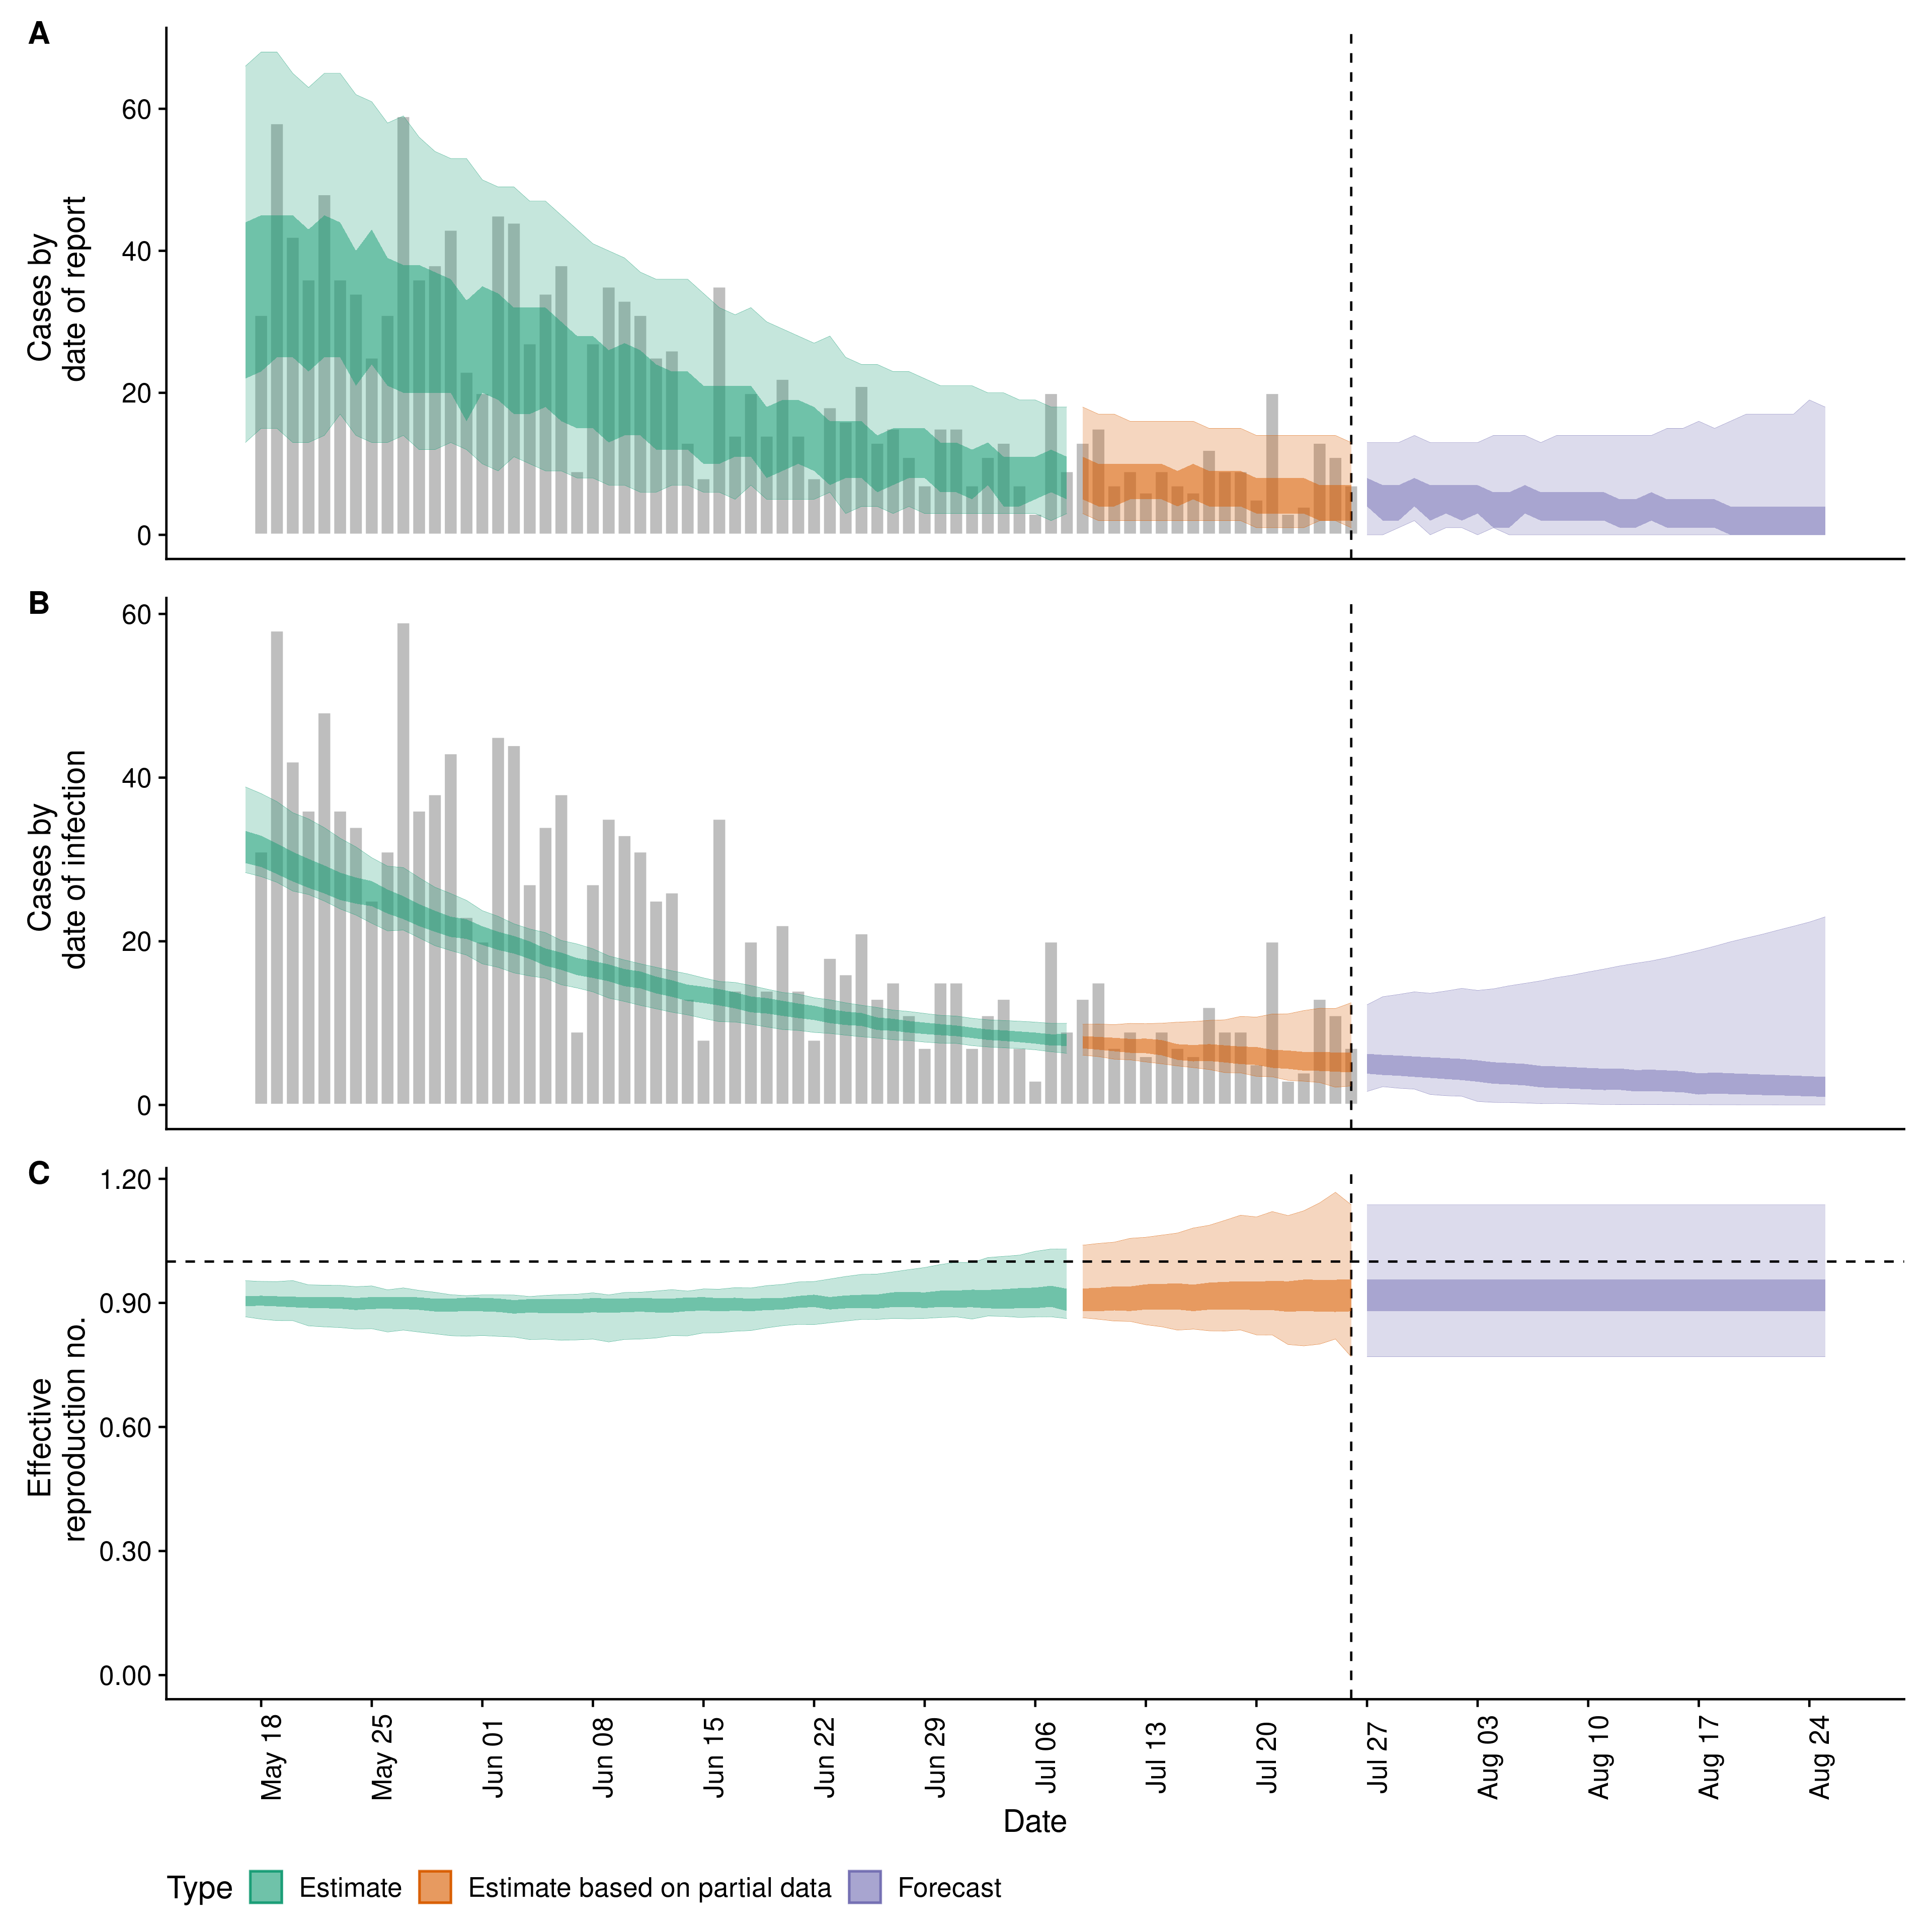 A
60
40
20
0
Cases by
date of report
B
60
40
20
0
Cases by
date of infection
C
1.20
0.90
0.60
0.30
0.00
Effective
reproduction no.
May 18
May 25
Jun 01
Jun 08
Jun 15
Jun 22
Jun 29
Jul 06
Jul 13
Jul 20
Jul 27
Aug 03
Aug 10
Aug 17
Aug 24
Date
Type Estimate Estimate based on partial data Forecast